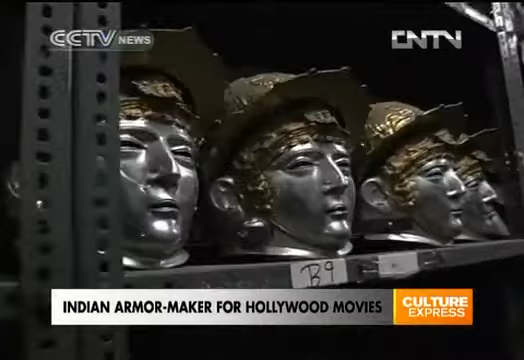 CCTV NEWS
CNTV
B9
INDIAN ARMOR-MAKER FOR HOLLYWOOD MOVIES
CULTURE
EXPRESS